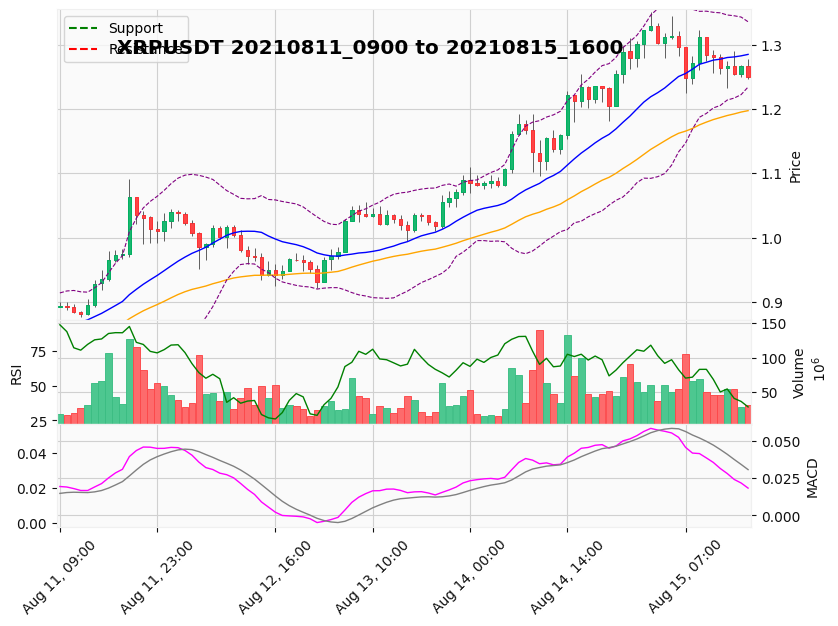 Support
Resistance
XRPUSDT 20210811_0900 to 20210815_1600
1.3
1.2
1.1
1.0
0.9
Price
75
50
25
RSI
150
100
50
Volume
10^6
0.04
0.02
0.00
0.050
0.025
0.000
MACD
Aug 11, 09:00
Aug 11, 23:00
Aug 12, 16:00
Aug 13, 10:00
Aug 14, 00:00
Aug 14, 14:00
Aug 15, 07:00